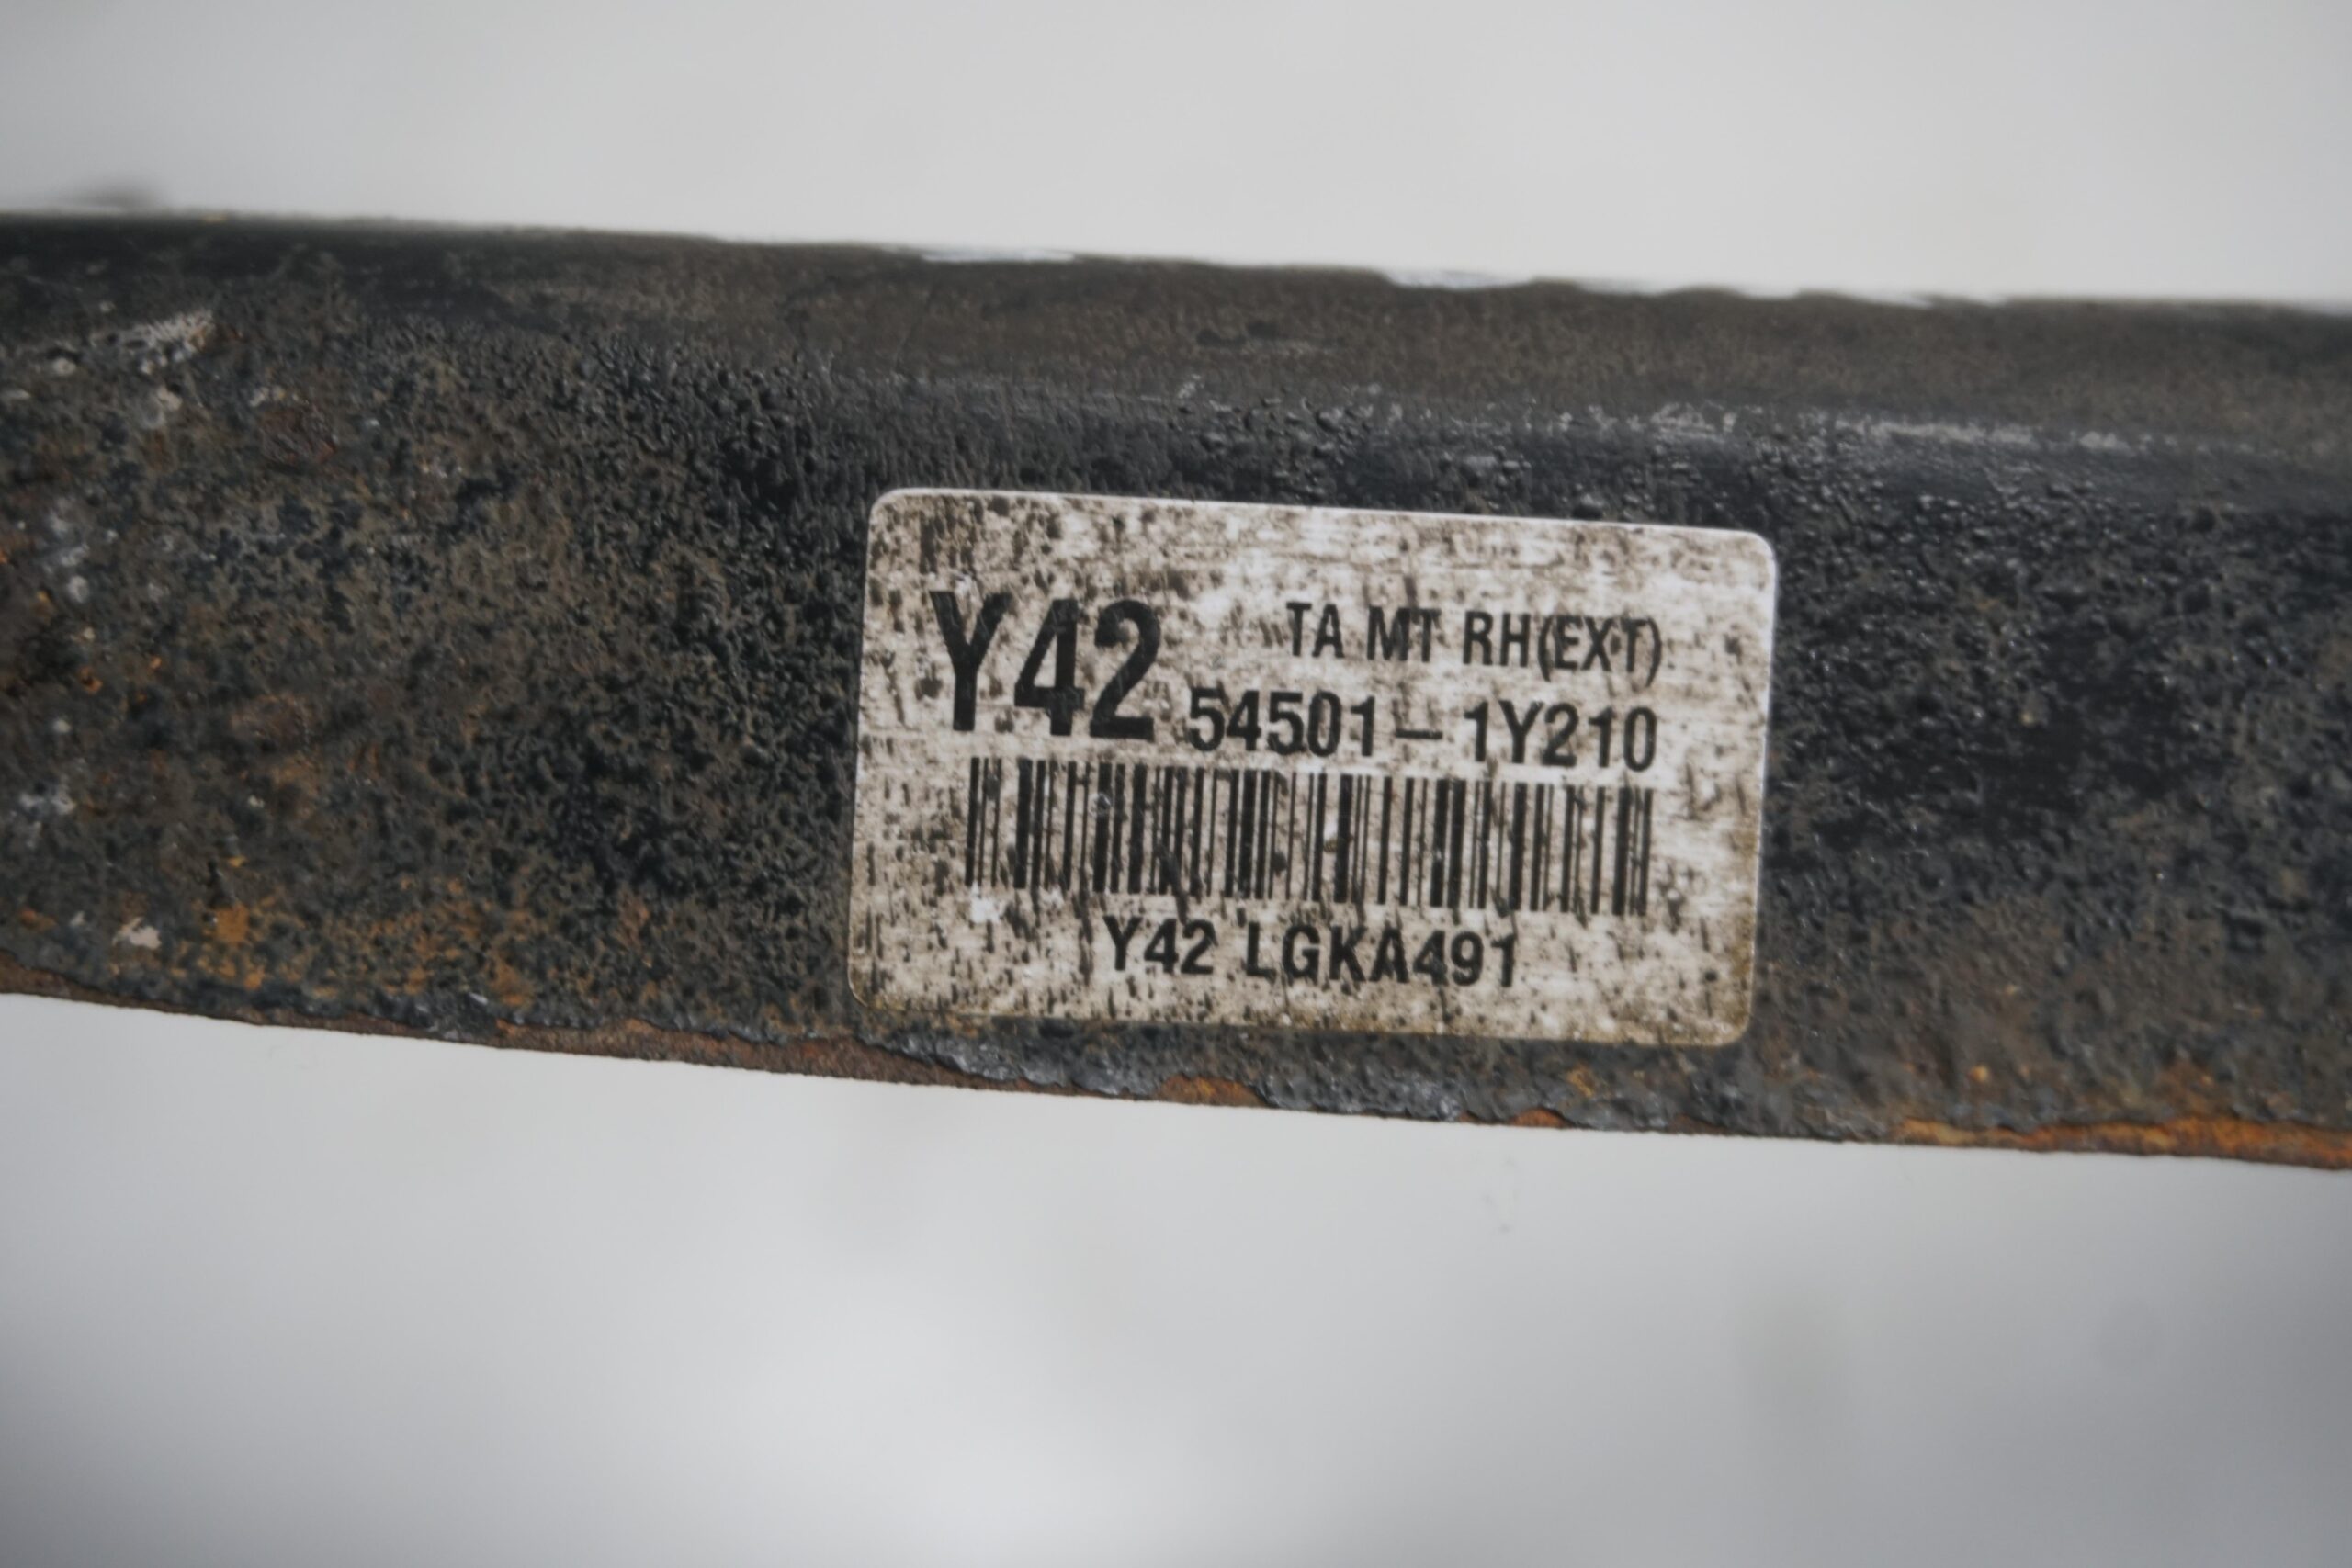 Y42 TA MT RH(EXT)
54501-1Y210
Y42 LGKA491